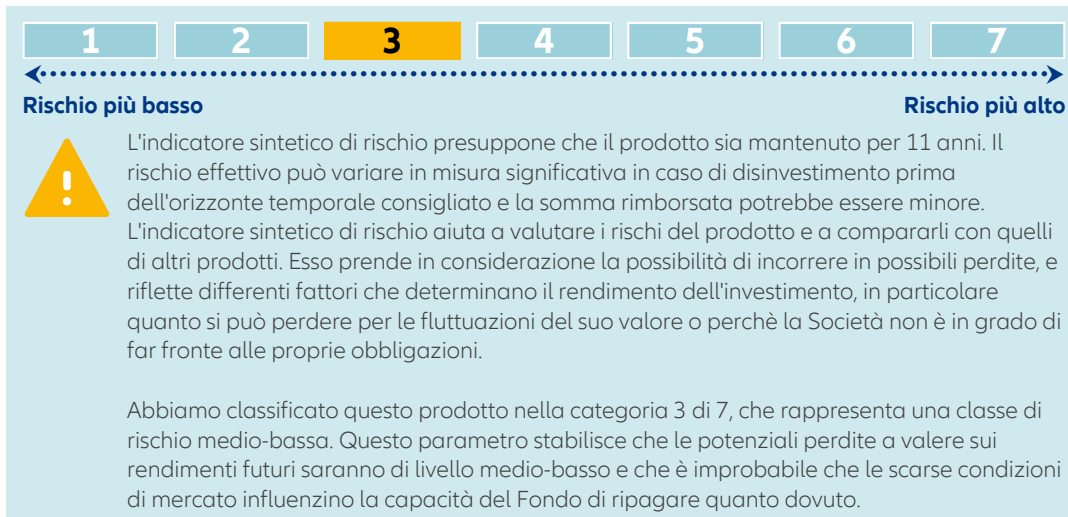 1 2 3 4 5 6 7
Rischio più basso Rischio più alto
L'indicatore sintetico di rischio presuppone che il prodotto sia mantenuto per 11 anni. Il
rischio effettivo può variare in misura significativa in caso di disinvestimento prima
dell'orizzonte temporale consigliato e la somma rimborsata potrebbe essere minore.
L'indicatore sintetico di rischio aiuta a valutare i rischi del prodotto e a compararli con quelli
di altri prodotti. Esso prende in considerazione la possibilità di incorrere in possibili perdite, e
riflette differenti fattori che determinano il rendimento dell'investimento, in particolare
quanto si può perdere per le fluttuazioni del suo valore o perchè la Società non è in grado di
far fronte alle proprie obbligazioni.
Abbiamo classificato questo prodotto nella categoria 3 di 7, che rappresenta una classe di
rischio medio-bassa. Questo parametro stabilisce che le potenziali perdite a valere sui
rendimenti futuri saranno di livello medio-basso e che è improbabile che le scarse condizioni
di mercato influenzino la capacità del Fondo di ripagare quanto dovuto.